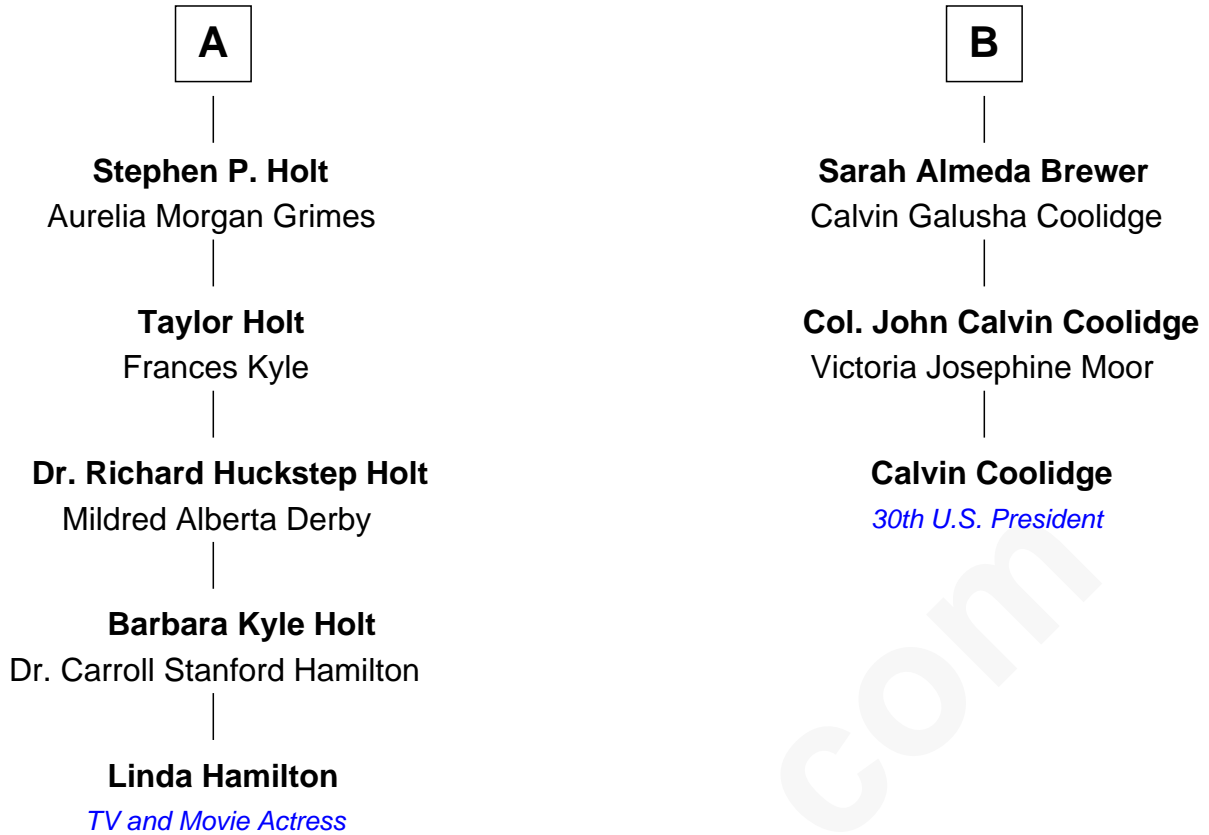 A
Stephen P. Holt
Aurelia Morgan Grimes
Taylor Holt
Frances Kyle
Dr. Richard Huckstep Holt
Mildred Alberta Derby
Barbara Kyle Holt
Dr. Carroll Stanford Hamilton
Linda Hamilton
TV and Movie Actress
B
Sarah Almeda Brewer
Calvin Galusha Coolidge
Col. John Calvin Coolidge
Victoria Josephine Moor
Calvin Coolidge
30th U.S. President
com